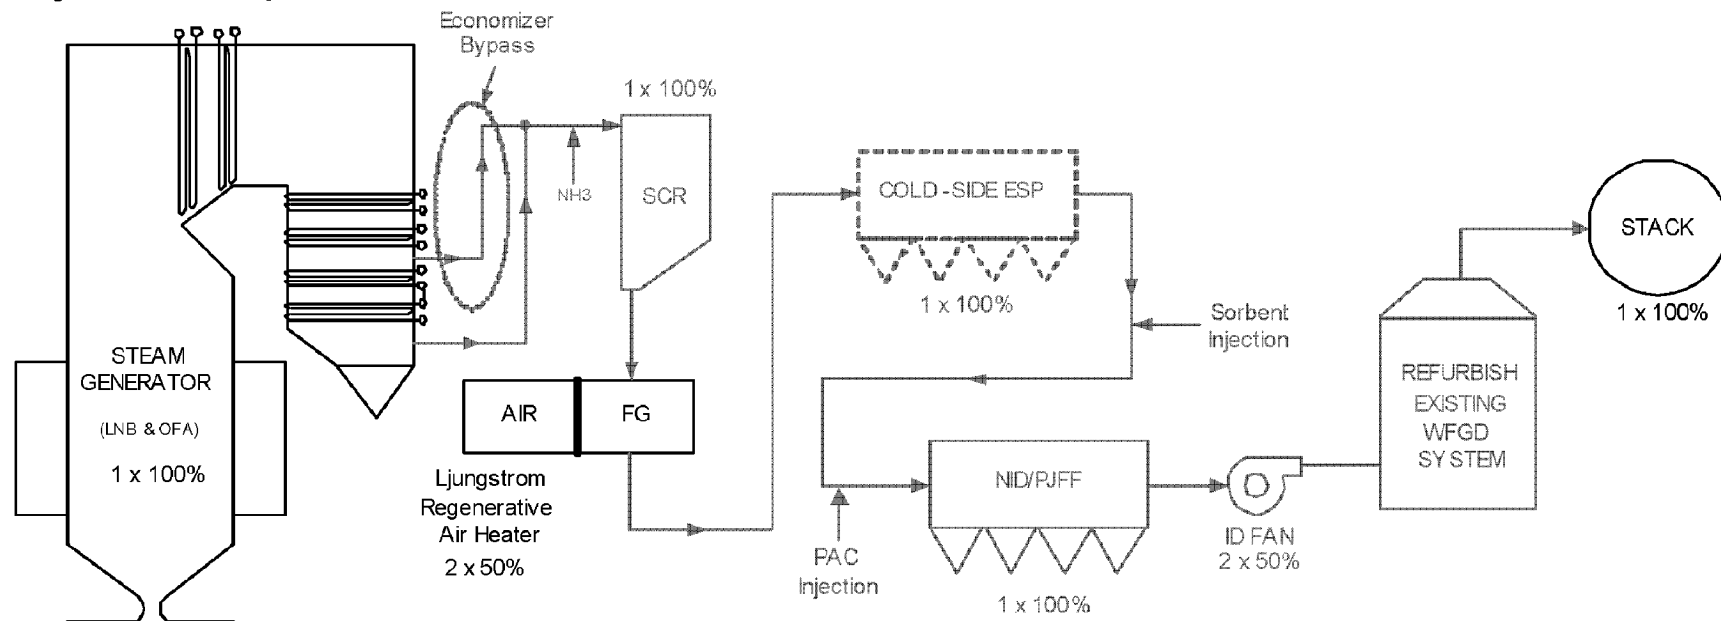 Economizer
Bypass
1 x 100%
NH3
SCR
COLD-SIDE ESP
1 x 100%
Sorbent
Injection
STACK
1 x 100%
STEAM
GENERATOR
(LNB & OFA)
1 x 100%
AIR
FG
Ljungstrom
Regenerative
Air Heater
2 x 50%
PAC
Injection
NID/PJFF
1 x 100%
ID FAN
2 x 50%
REFURBISH
EXISTING
WFGD
SYSTEM